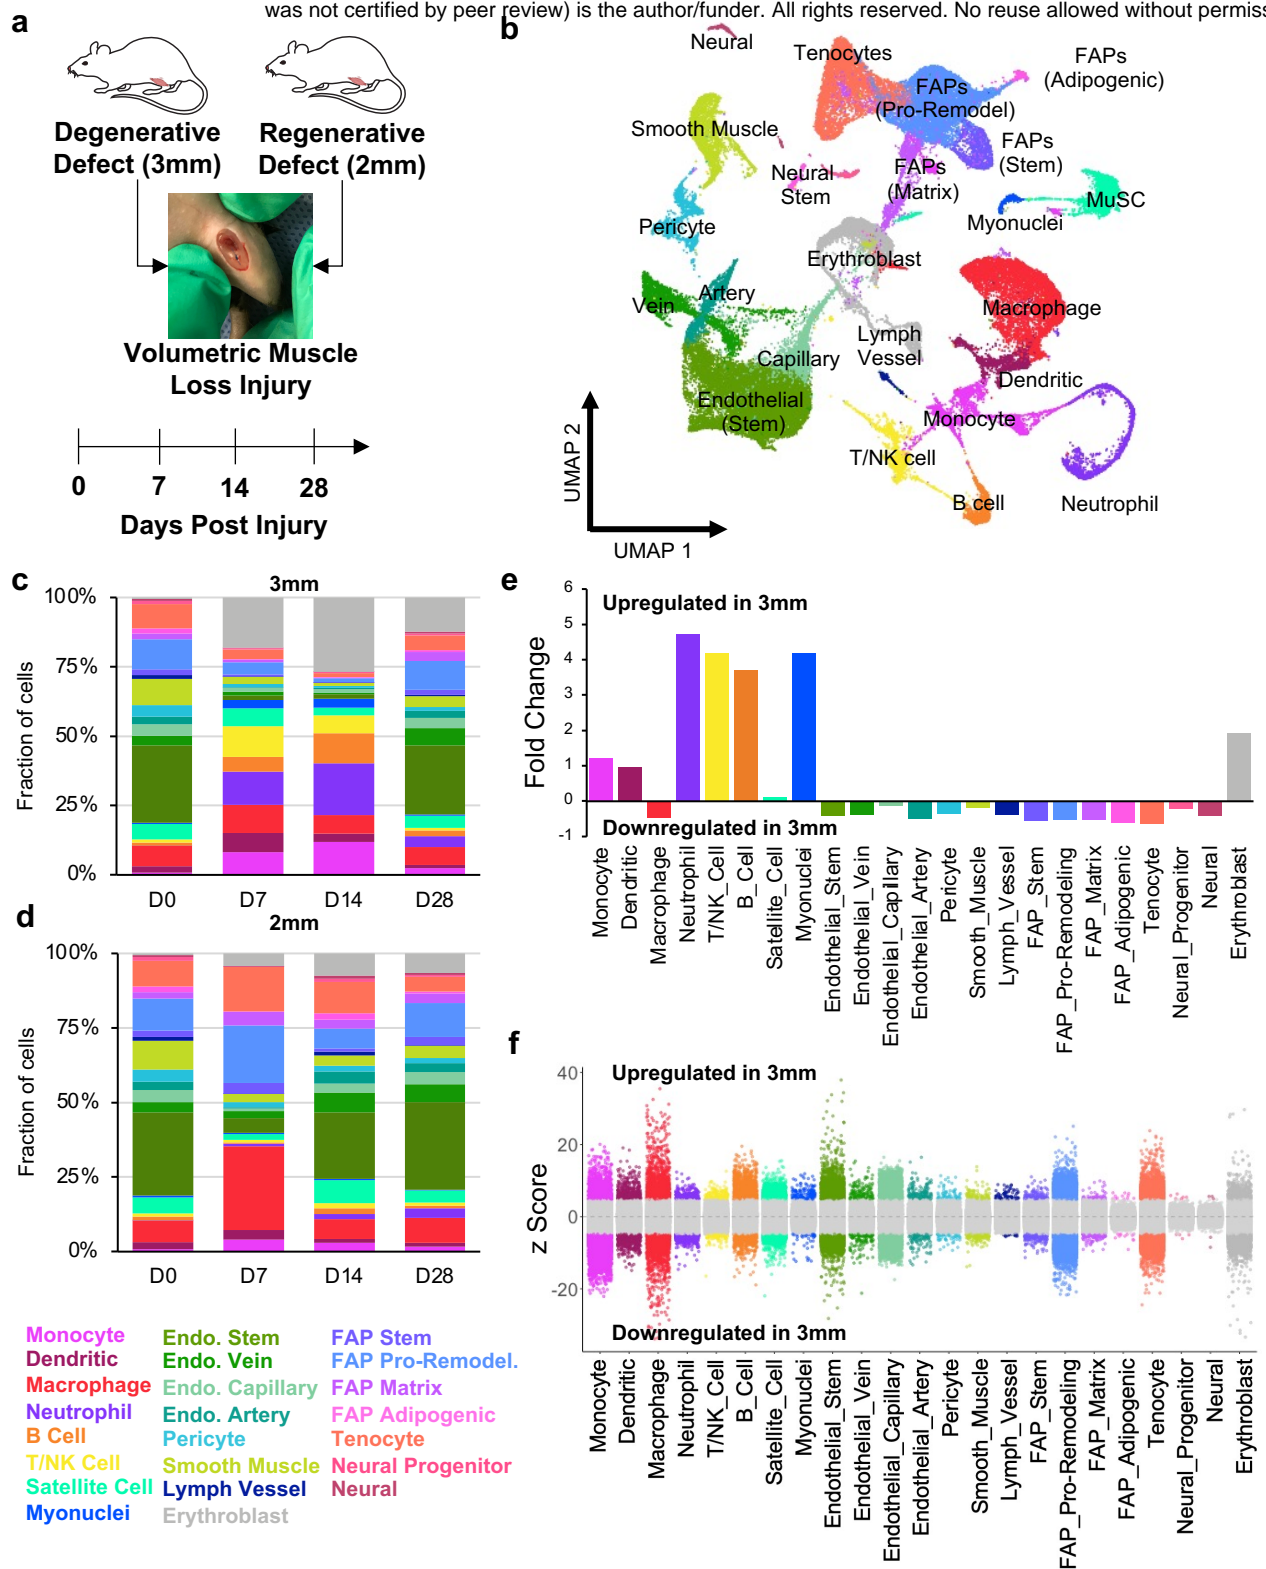 was not certified by peer review) is the author/funder. All rights reserved. No reuse allowed without
a
Degenerative
Defect (3mm)
Regenerative
Defect (2mm)
Volumetric Muscle
Loss Injury
0 7 14 28
Days Post Injury
b
Neural
Tenocytes
FAPs
(Adipogenic)
FAPs
(Pro-Remodel)
Smooth Muscle
FAPs
(Stem)
Neural
Stem
FAPs
(Matrix)
MuSC
Myonuclei
Pericyte
Erythroblast
Artery
Vein
Macrophage
Lymph
Vessel
Capillary
Dendritic
Endothelial
(Stem)
Monocyte
T/NK cell
B cell
Neutrophil
UMAP 2
UMAP 1
c
3mm
Fraction of cells
100%
75%
50%
25%
0%
D0 D7 D14 D28
d
2mm
Fraction of cells
100%
75%
50%
25%
0%
D0 D7 D14 D28
Monocyte
Dendritic
Macrophage
Neutrophil
B Cell
T/NK Cell
Satellite Cell
Myonuclei
Endo. Stem
Endo. Vein
Endo. Capillary
Endo. Artery
Pericyte
Smooth Muscle
Lymph Vessel
Erythroblast
FAP Stem
FAP Pro-Remodel.
FAP Matrix
FAP Adipogenic
Tenocyte
Neural Progenitor
Neural
e
Fold Change
6
5
4
3
2
1
0
-1
Upregulated in 3mm
Downregulated in 3mm
Monocyte
Dendritic
Macrophage
Neutrophil
T/NK_Cell
B_Cell
Satellite_Cell
Myonuclei
Endothelial_Stem
Endothelial_Vein
Endothelial_Capillary
Endothelial_Artery
Pericyte
Smooth_Muscle
Lymph_Vessel
FAP_Stem
FAP_Pro-Remodeling
FAP_Matrix
FAP_Adipogenic
Tenocyte
Neural_Progenitor
Neural
Erythroblast
f
z Score
40
20
0
-20
Upregulated in 3mm
Downregulated in 3mm
Monocyte
Dendritic
Macrophage
Neutrophil
T/NK_Cell
B_Cell
Satellite_Cell
Myonuclei
Endothelial_Stem
Endothelial_Vein
Endothelial_Capillary
Endothelial_Artery
Pericyte
Smooth_Muscle
Lymph_Vessel
FAP_Stem
FAP_Pro-Remodeling
FAP_Matrix
FAP_Adipogenic
Tenocyte
Neural_Progenitor
Neural
Erythroblast